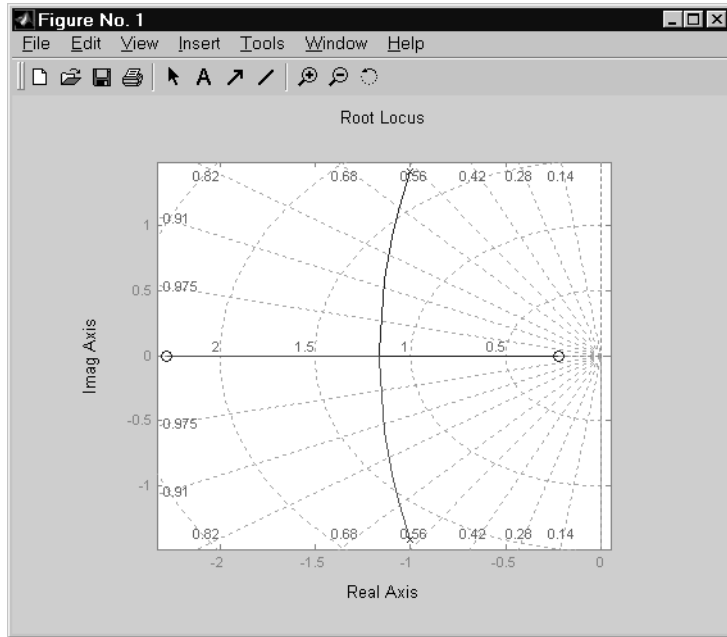 Figure No. 1
File Edit View Insert Tools Window Help
A
Root Locus
0.82 0.68 0.56 0.42 0.28 0.14
0.91
1
0.975
0.5
2 1.5 1 0.5
0
-0.5
0.975
-1
0.91
0.82 0.68 0.56 0.42 0.28 0.14
-2 -1.5 -1 -0.5 0
Real Axis
Imag Axis